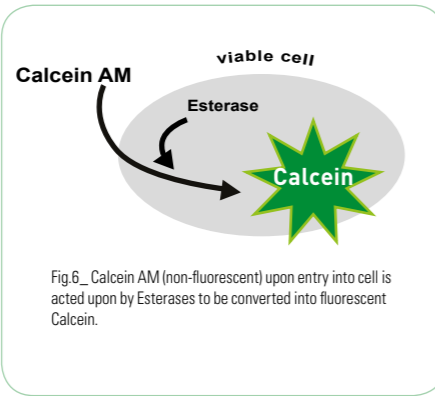 viable cell
Calcein AM
Esterase
Calcein
Fig.6_ Calcein AM (non-fluorescent) upon entry into cell is
acted upon by Esterases to be converted into fluorescent
Calcein.